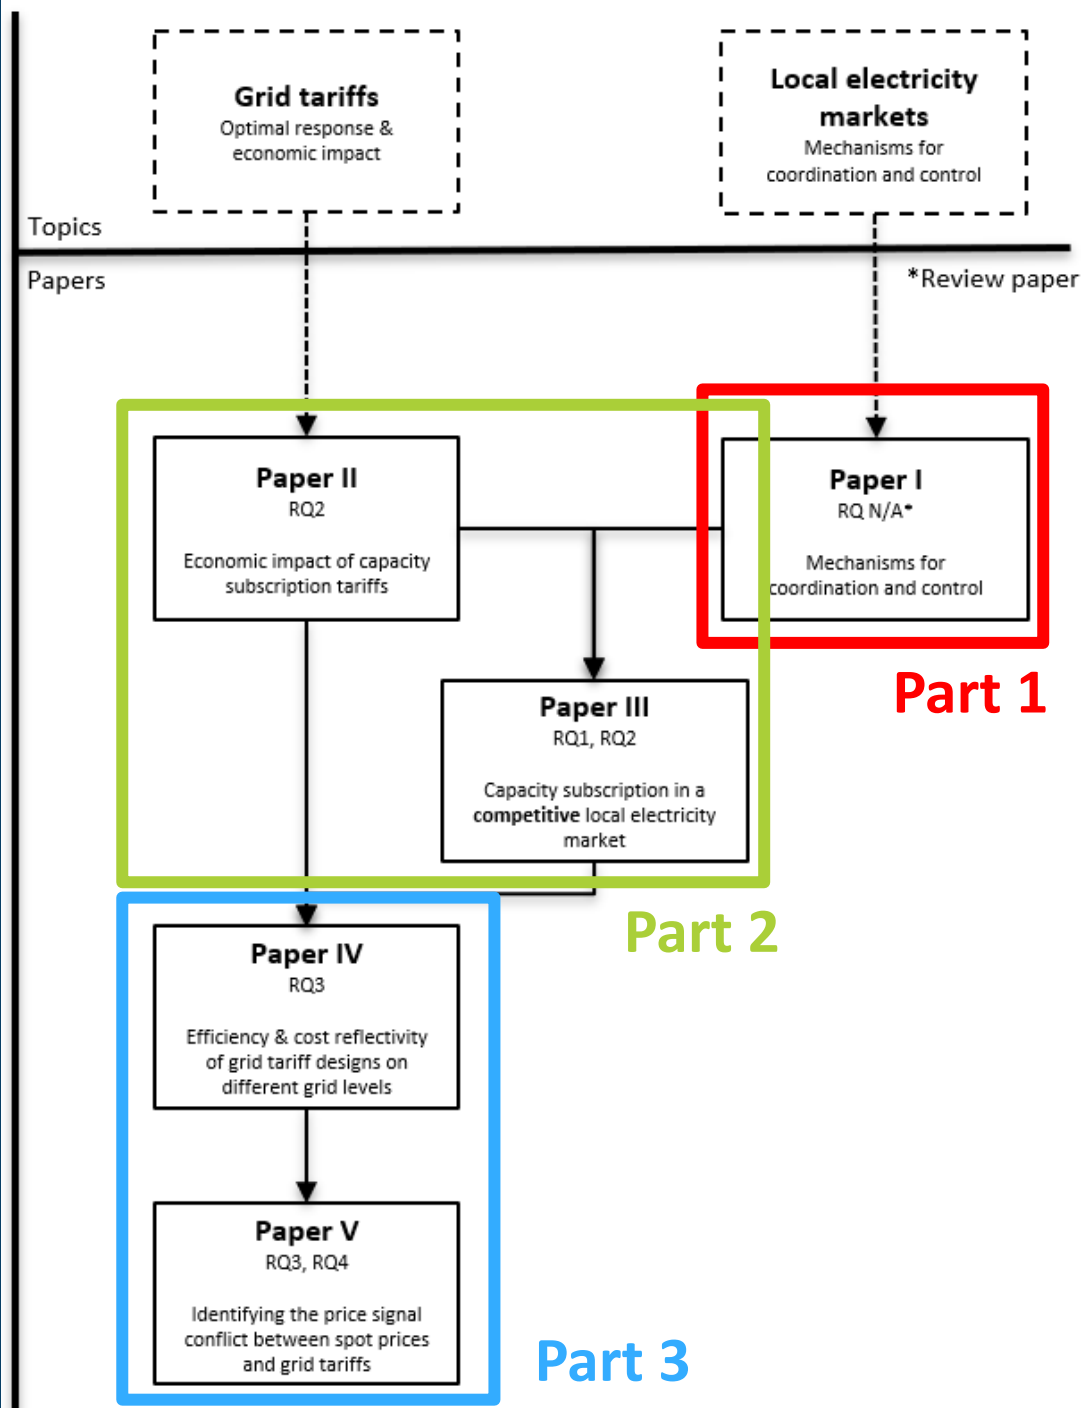 Grid tariffs
Optimal response &
economic impact
Local electricity
markets
Mechanisms for
coordination and control
Topics
Papers
*Review paper
Paper II
RQ2
Economic impact of capacity
subscription tariffs
Paper I
RQ N/A*
Mechanisms for
coordination and control
Part 1
Paper III
RQ1, RQ2
Capacity subscription in a
competitive local electricity
market
Part 2
Paper IV
RQ3
Efficiency & cost reflectivity
of grid tariff designs on
different grid levels
Paper V
RQ3, RQ4
Identifying the price signal
conflict between spot prices
and grid tariffs
Part 3